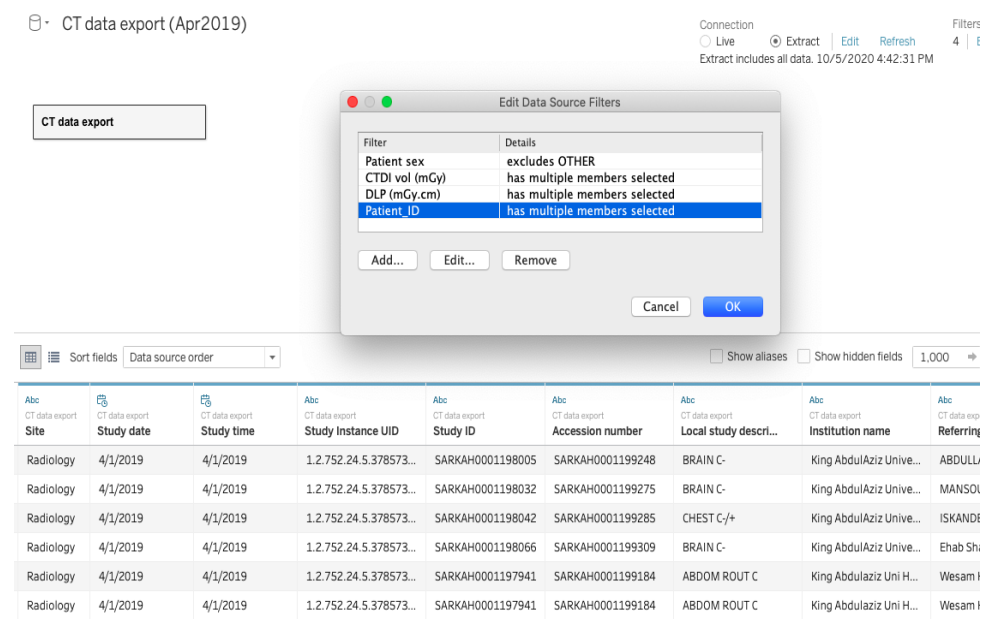 CT data export (Apr2019)
Connection
Filters
Live Extract Edit Refresh
4
Extract includes all data. 10/5/2020 4:42:31 PM
CT data export
Edit Data Source Filters
Filter Details
Patient sex excludes OTHER
CTDI vol (mGy) has multiple members selected
DLP (mGy.cm) has multiple members selected
Patient_ID has multiple members selected
Add... Edit... Remove
Cancel OK
Sort fields Data source order Show aliases Show hidden fields 1,000
Abc Abc Abc Abc Abc Abc Abc
CT data export CT data export CT data export CT data export CT data export CT data export CT data export CT data export CT data exp
Site Study date Study time Study Instance UID Study ID Accession number Local study descri... Institution name Referring
Radiology 4/1/2019 4/1/2019 1.2.752.24.5.378573... SARKAH0001198005 SARKAH0001199248 BRAIN C- King AbdulAziz Unive... ABDULL
Radiology 4/1/2019 4/1/2019 1.2.752.24.5.378573... SARKAH0001198032 SARKAH0001199275 BRAIN C- King AbdulAziz Unive... MANSOU
Radiology 4/1/2019 4/1/2019 1.2.752.24.5.378573... SARKAH0001198042 SARKAH0001199285 CHEST C-/+ King AbdulAziz Unive... ISKANDE
Radiology 4/1/2019 4/1/2019 1.2.752.24.5.378573... SARKAH0001198066 SARKAH0001199309 BRAIN C- King AbdulAziz Unive... Ehab Sha
Radiology 4/1/2019 4/1/2019 1.2.752.24.5.378573... SARKAH0001197941 SARKAH0001199184 ABDOM ROUT C King Abdulaziz Uni H... Wesam
Radiology 4/1/2019 4/1/2019 1.2.752.24.5.378573... SARKAH0001197941 SARKAH0001199184 ABDOM ROUT C King Abdulaziz Uni H... Wesam